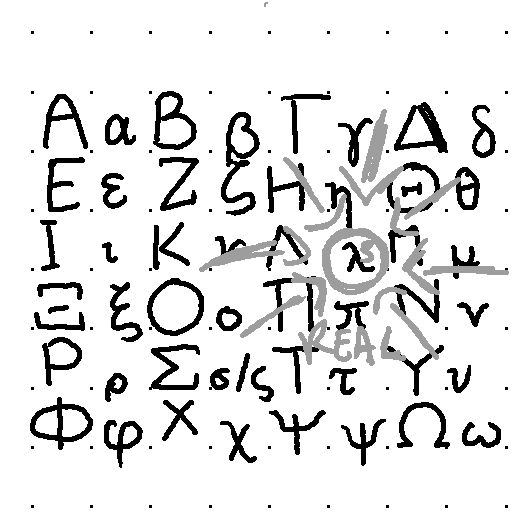 Α α Β β Γ γ Δ δ
Ε ε Ζ ζ Η η Θ θ
Ι ι Κ κ Λ λ Μ μ
Ξ ξ Ο ο Π π Ν ν
REAL
Ρ ρ Σ σ/ς Τ τ Υ υ
Φ φ Χ χ Ψ ψ Ω ω